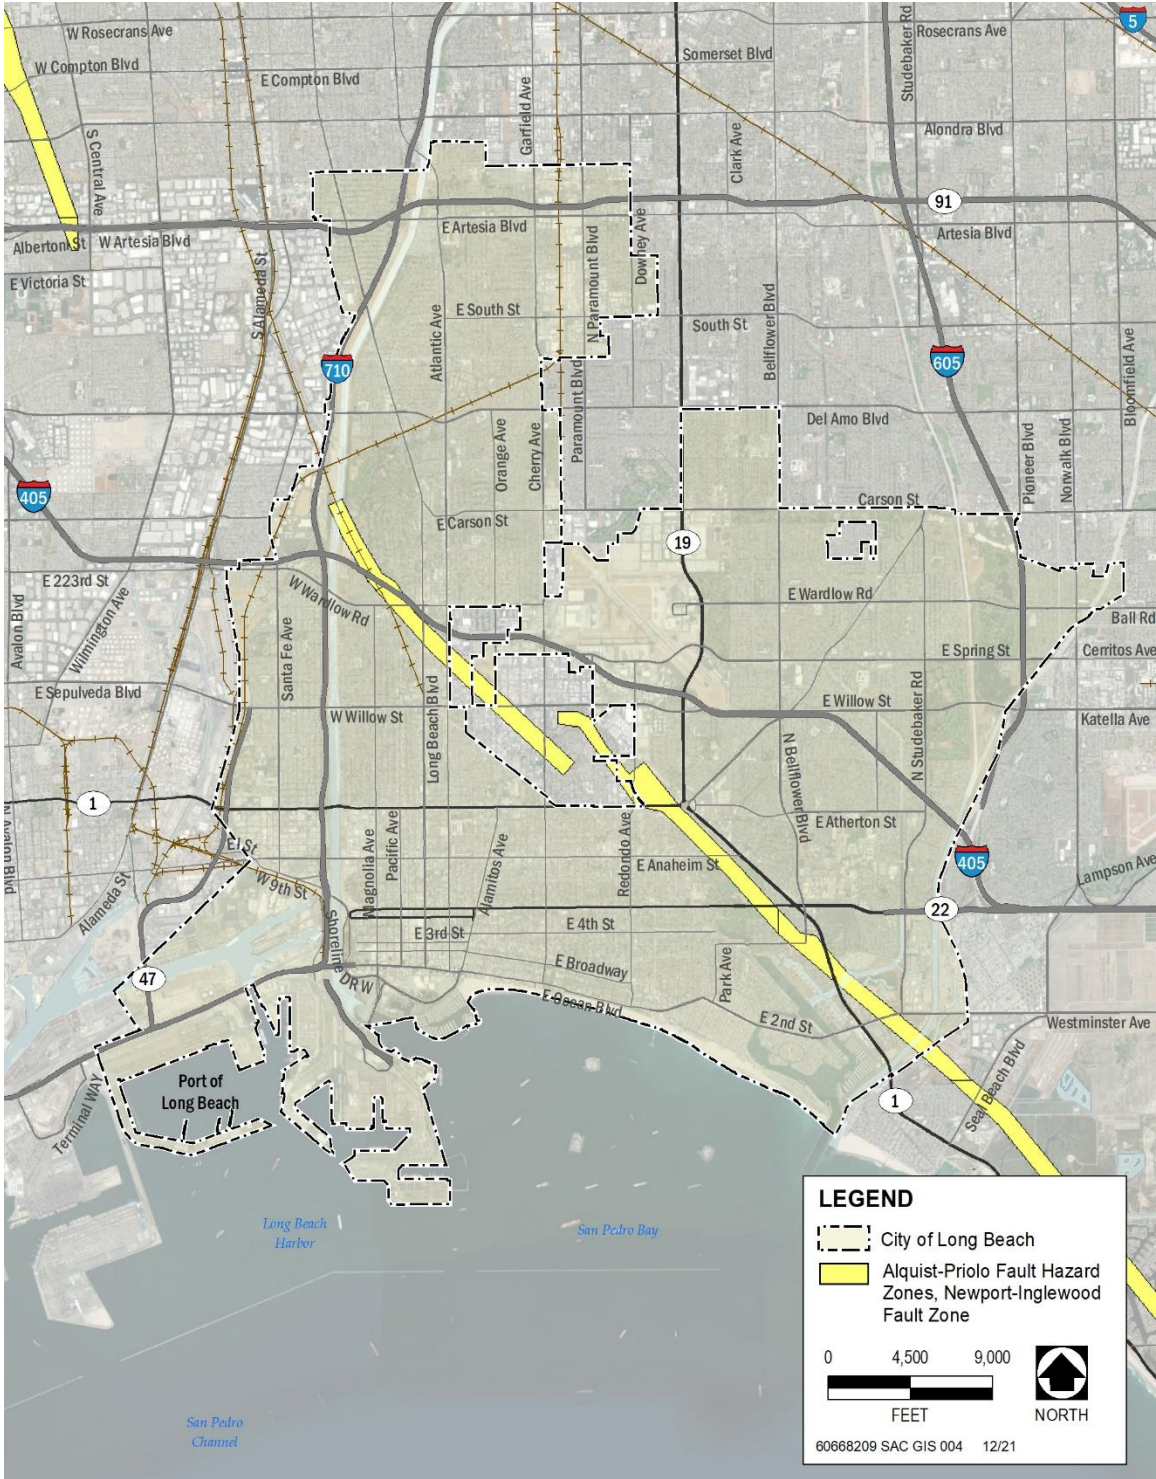 W Rosecrans Ave
Studebaker Rd
Rosecrans Ave
5
W Compton Blvd
E Compton Blvd
Somerset Blvd
Garfield Ave
S Central Ave
Clark Ave
Alondra Blvd
91
Alberton St
W Artesia Blvd
E Artesia Blvd
Artesia Blvd
N Paramount Blvd
Downey Ave
E Victoria St
S Alameda St
E South St
South St
Bellflower Blvd
Atlantic Ave
710
605
Bloomfield Ave
Paramount Blvd
Del Amo Blvd
Orange Ave
Cherry Ave
Pioneer Blvd
Norwalk Blvd
405
Carson St
E Carson St
19
E 223rd St
W Wardlow Rd
E Wardlow Rd
Avalon Blvd
Wilmington Ave
Santa Fe Ave
Ball Rd
E Spring St
Cerritos Ave
E Sepulveda Blvd
Long Beach Blvd
W Willow St
E Willow St
N Studebaker Rd
Katella Ave
N Bellflower Blvd
1
N Avalon Blvd
E I St
Magnolia Ave
Pacific Ave
Alamitos Ave
Redondo Ave
E Atherton St
E Anaheim St
405
Lampson Ave
Alameda St
W 9th St
22
Shoreline DR W
E 3rd St
E 4th St
E Broadway
Park Ave
47
E Ocean Blvd
E 2nd St
Westminster Ave
Terminal WAY
Port of
Long Beach
1
Seal Beach Blvd
Long Beach
Harbor
San Pedro Bay
San Pedro
Channel
LEGEND
City of Long Beach
Alquist-Priolo Fault Hazard
Zones, Newport-Inglewood
Fault Zone
0 4,500 9,000
FEET
NORTH
60668209 SAC GIS 004 12/21